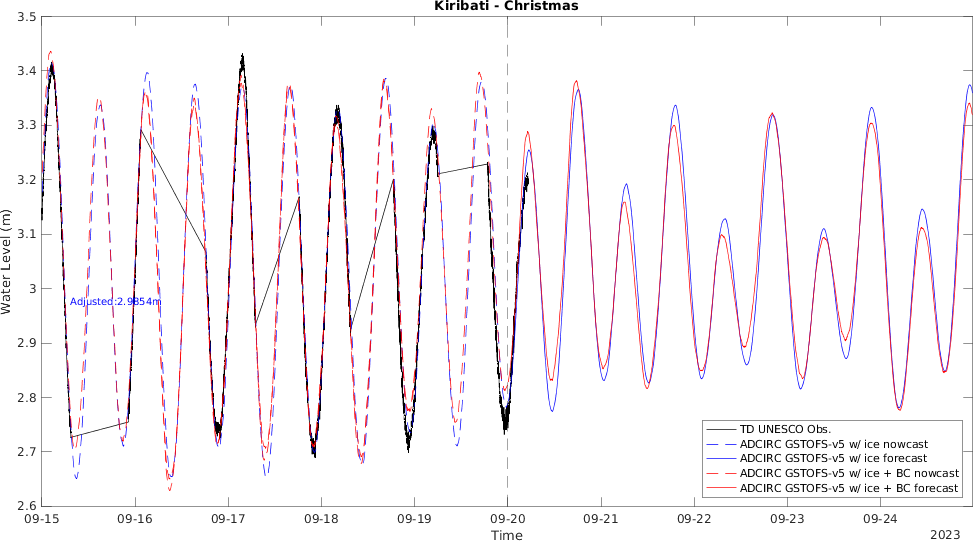 Kiribati - Christmas
3.5
3.4
3.3
3.2
3.1
3
2.9
2.8
2.7
2.6
Water Level (m)
Adjusted:2.9854m
TD UNESCO Obs.
ADCIRC GSTOFS-v5 w/ ice nowcast
ADCIRC GSTOFS-v5 w/ ice forecast
ADCIRC GSTOFS-v5 w/ ice + BC nowcast
ADCIRC GSTOFS-v5 w/ ice + BC forecast
09-15 09-16 09-17 09-18 09-19 09-20 09-21 09-22 09-23 09-24
Time
2023